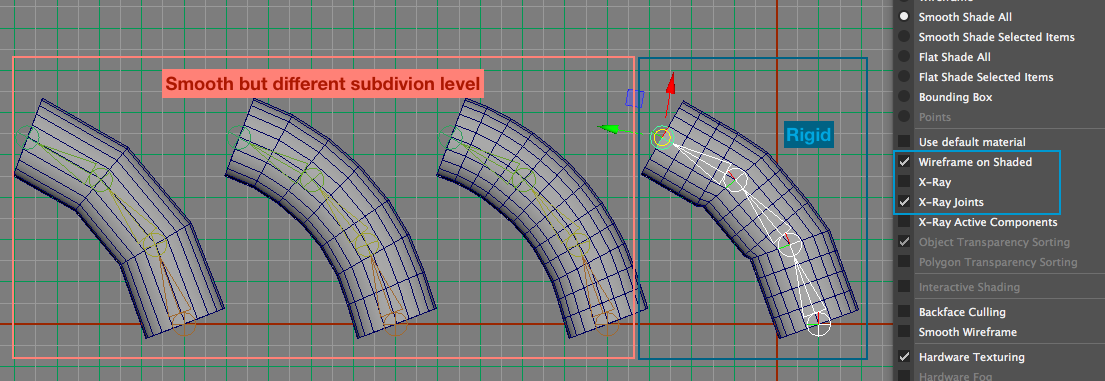 Smooth but different subdivion level
Rigid
Wireframe
Smooth Shade All
Smooth Shade Selected Items
Flat Shade All
Flat Shade Selected Items
Bounding Box
Points
Use default material
Wireframe on Shaded
X-Ray
X-Ray Joints
X-Ray Active Components
Object Transparency Sorting
Polygon Transparency Sorting
Interactive Shading
Backface Culling
Smooth Wireframe
Hardware Texturing
Hardware Fog